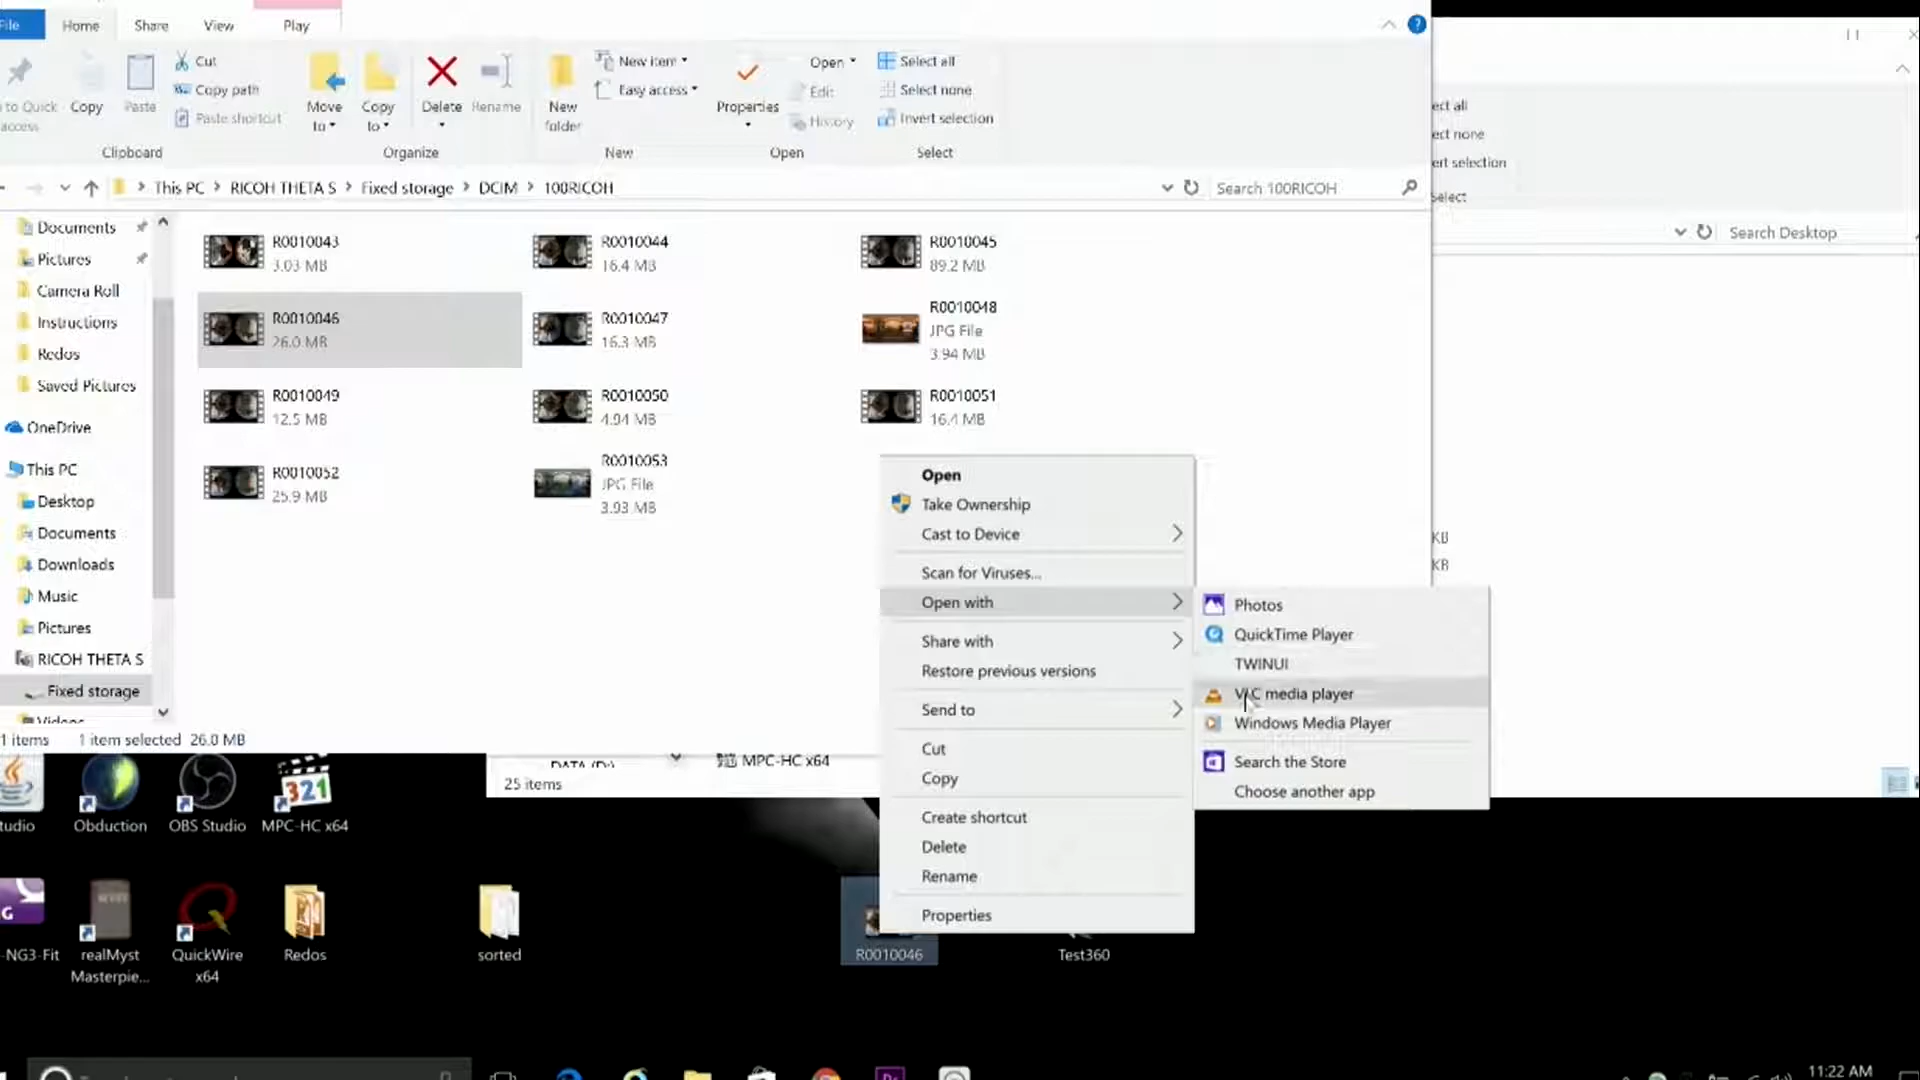 File Home Share View Play
Cut
Copy path
Paste shortcut
to Quick access
Copy
Paste
Clipboard
Move to
Copy to
Delete
Rename
Organize
New folder
New item
Easy access
New
Properties
Open
Edit
History
Open
Select all
Select none
Invert selection
Select
ect all
ect none
ert selection
Select
This PC RICOH THETA S Fixed storage DCIM 100RICOH
Search 100RICOH
Search Desktop
Documents
Pictures
Camera Roll
Instructions
Redos
Saved Pictures
OneDrive
This PC
Desktop
Documents
Downloads
Music
Pictures
RICOH THETA S
Fixed storage
Videos
R0010043
3.03 MB
R0010044
16.4 MB
R0010045
89.2 MB
R0010046
26.0 MB
R0010047
16.3 MB
R0010048
JPG File
3.94 MB
R0010049
12.5 MB
R0010050
4.94 MB
R0010051
16.4 MB
R0010052
25.9 MB
R0010053
JPG File
3.93 MB
KB
KB
1 items 1 item selected 26.0 MB
DATA (D:)
MPC-HC x64
25 items
Open
Take Ownership
Cast to Device
Scan for Viruses...
Open with
Share with
Restore previous versions
Send to
Cut
Copy
Create shortcut
Delete
Rename
Properties
Photos
QuickTime Player
TWINUI
VLC media player
Windows Media Player
Search the Store
Choose another app
tudio
Obduction
OBS Studio
321
MPC-HC x64
G
-NG3-Fit
MYST
realMyst Masterpie...
QuickWire x64
Redos
sorted
R0010046
Test360
11:22 AM